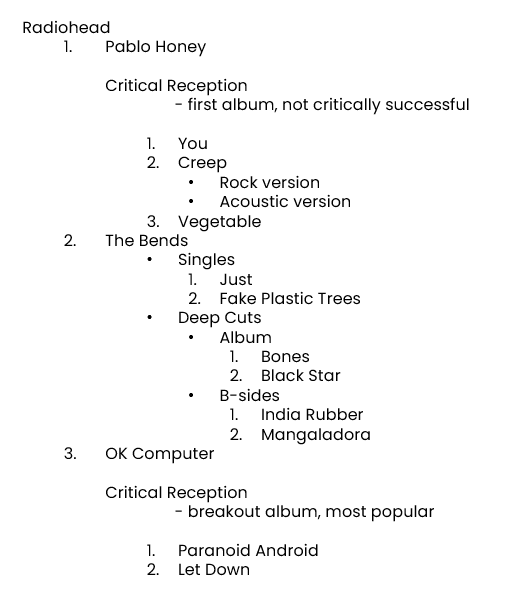 Radiohead
1. Pablo Honey
Critical Reception
- first album, not critically successful
1. You
2. Creep
• Rock version
• Acoustic version
3. Vegetable
2. The Bends
• Singles
1. Just
2. Fake Plastic Trees
• Deep Cuts
• Album
1. Bones
2. Black Star
• B-sides
1. India Rubber
2. Mangaladora
3. OK Computer
Critical Reception
- breakout album, most popular
1. Paranoid Android
2. Let Down